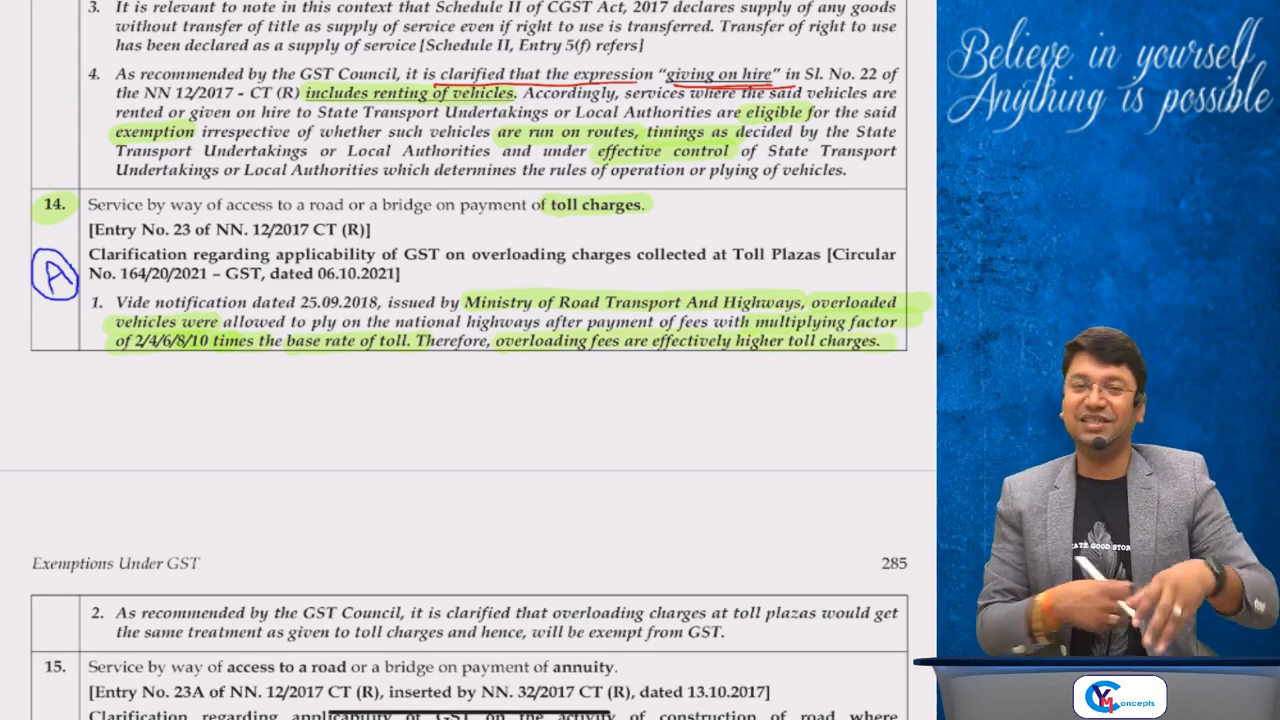 3. It is relevant to note in this context that Schedule II of CGST Act, 2017 declares supply of any goods
without transfer of title as supply of service even if right to use is transferred. Transfer of right to use
has been declared as a supply of service [Schedule II, Entry 5(f) refers]
4. As recommended by the GST Council, it is clarified that the expression “giving on hire” in Sl. No. 22 of
the NN 12/2017 - CT (R) includes renting of vehicles. Accordingly, services where the said vehicles are
rented or given on hire to State Transport Undertakings or Local Authorities are eligible for the said
exemption irrespective of whether such vehicles are run on routes, timings as decided by the State
Transport Undertakings or Local Authorities and under effective control of State Transport
Undertakings or Local Authorities which determines the rules of operation or plying of vehicles.
14. Service by way of access to a road or a bridge on payment of toll charges.
[Entry No. 23 of NN. 12/2017 CT (R)]
A
Clarification regarding applicability of GST on overloading charges collected at Toll Plazas [Circular
No. 164/20/2021 – GST, dated 06.10.2021]
1. Vide notification dated 25.09.2018, issued by Ministry of Road Transport And Highways, overloaded
vehicles were allowed to ply on the national highways after payment of fees with multiplying factor
of 2/4/6/8/10 times the base rate of toll. Therefore, overloading fees are effectively higher toll charges.
Exemptions Under GST 285
2. As recommended by the GST Council, it is clarified that overloading charges at toll plazas would get
the same treatment as given to toll charges and hence, will be exempt from GST.
15. Service by way of access to a road or a bridge on payment of annuity.
[Entry No. 23A of NN. 12/2017 CT (R), inserted by NN. 32/2017 CT (R), dated 13.10.2017]
Clarification regarding applicability of GST on the activity of construction of road where
Believe in yourself
Anything is possible
GOOD
concepts